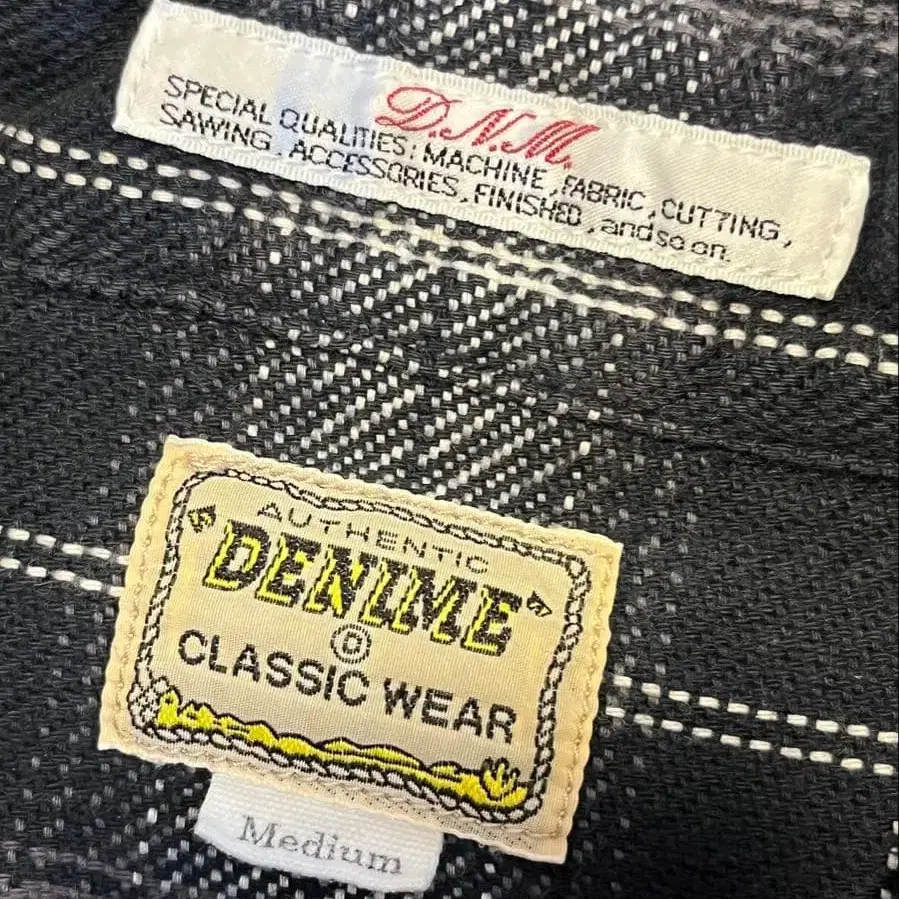 D.N.M.
SPECIAL QUALITIES: MACHINE, FABRIC, CUTTING,
SAWING, ACCESSORIES, FINISHED, and so on.
AUTHENTIC
"DENIME"
D
CLASSIC WEAR
Medium